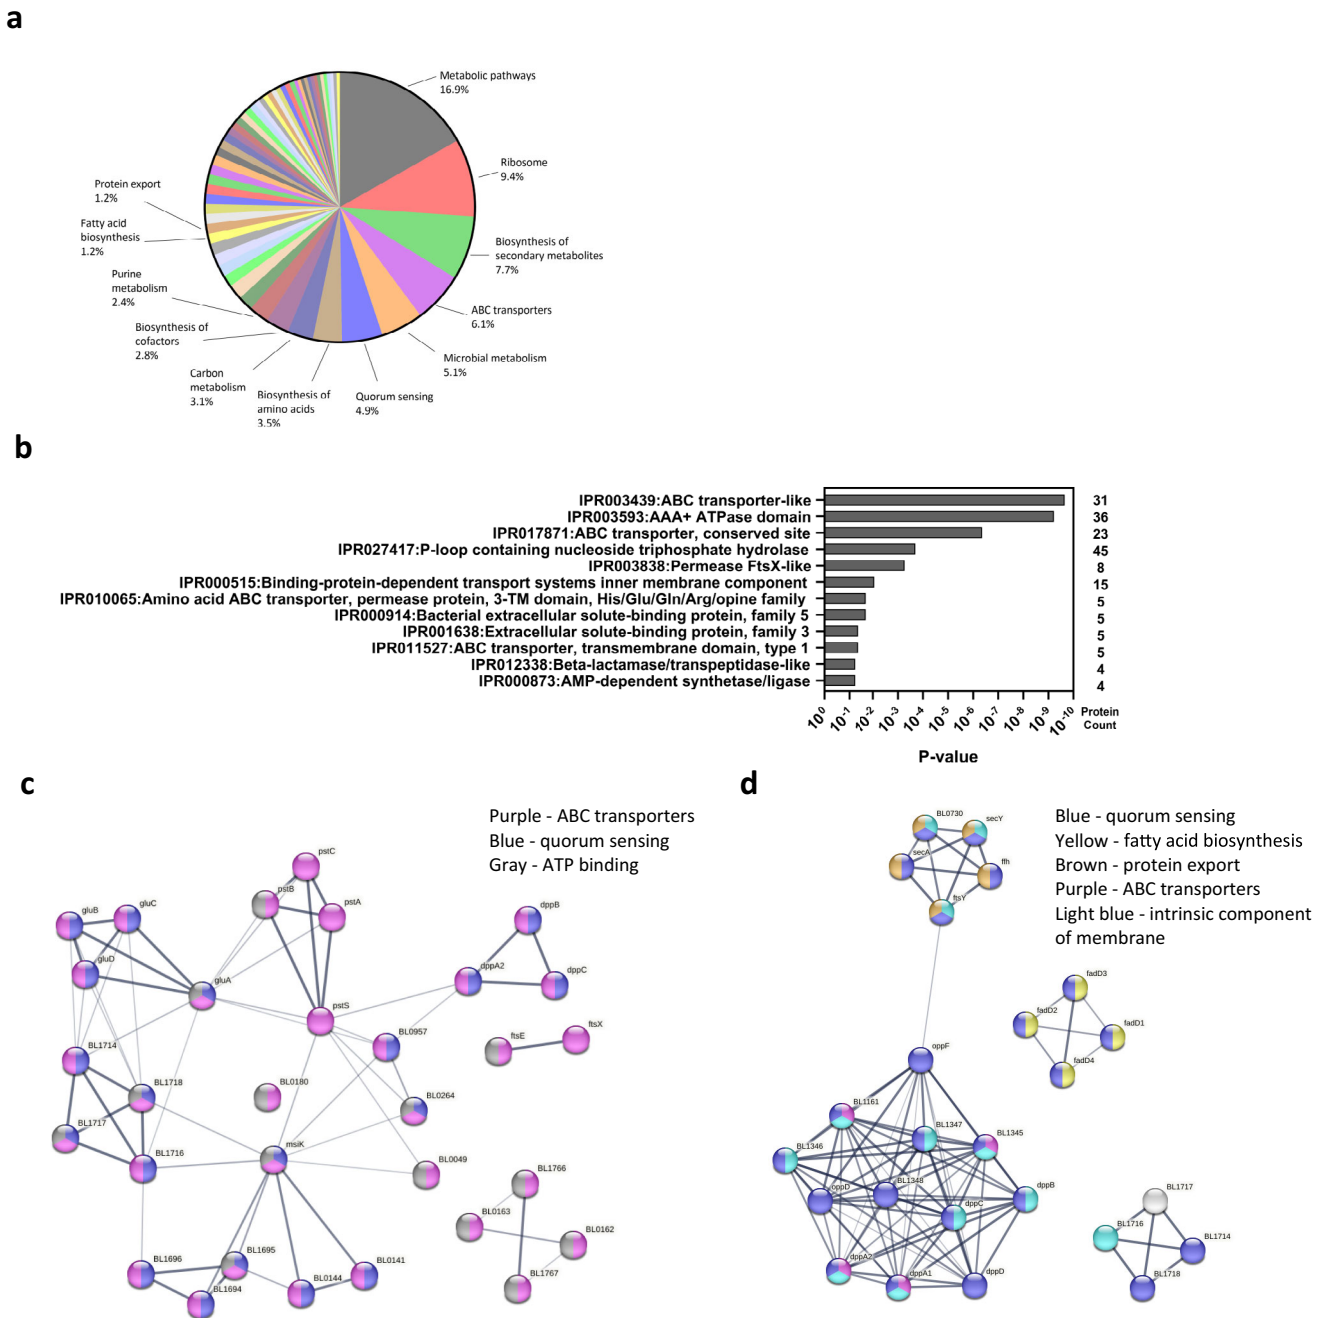 a
Metabolic pathways
16.9%
Ribosome
9.4%
Biosynthesis of
secondary metabolites
7.7%
ABC transporters
6.1%
Microbial metabolism
5.1%
Quorum sensing
4.9%
Biosynthesis of
amino acids
3.5%
Carbon
metabolism
3.1%
Biosynthesis of
cofactors
2.8%
Purine
metabolism
2.4%
Fatty acid
biosynthesis
1.2%
Protein export
1.2%
b
IPR003439:ABC transporter-like 31
IPR003593:AAA+ ATPase domain 36
IPR017871:ABC transporter, conserved site 23
IPR027417:P-loop containing nucleoside triphosphate hydrolase 45
IPR003838:Permease FtsX-like 8
IPR000515:Binding-protein-dependent transport systems inner membrane component 15
IPR010065:Amino acid ABC transporter, permease protein, 3-TM domain, His/Glu/Gln/Arg/opine family 5
IPR000914:Bacterial extracellular solute-binding protein, family 5 5
IPR001638:Extracellular solute-binding protein, family 3 5
IPR011527:ABC transporter, transmembrane domain, type 1 5
IPR012338:Beta-lactamase/transpeptidase-like 4
IPR000873:AMP-dependent synthetase/ligase 4
10⁰ 10⁻¹ 10⁻² 10⁻³ 10⁻⁴ 10⁻⁵ 10⁻⁶ 10⁻⁷ 10⁻⁸ 10⁻⁹ 10⁻¹⁰
Protein
Count
P-value
c
Purple - ABC transporters
Blue - quorum sensing
Gray - ATP binding
pstC
pstB
pstA
gluB
gluC
gluD
gluA
pstS
dppB
dppA2
dppC
ftsE
ftsX
BL0957
BL1714
BL1718
BL0180
BL0264
BL1717
BL1716
msiK
BL0049
BL1766
BL0163
BL0162
BL1767
BL1696
BL1695
BL1694
BL0144
BL0141
d
Blue - quorum sensing
Yellow - fatty acid biosynthesis
Brown - protein export
Purple - ABC transporters
Light blue - intrinsic component
of membrane
BL0730
secY
secA
ffh
ftsY
fadD3
fadD2
fadD1
fadD4
oppF
BL1161
BL1347
BL1345
BL1346
oppD
BL1348
dppB
dppC
dppA2
dppA1
dppD
BL1717
BL1716
BL1714
BL1718